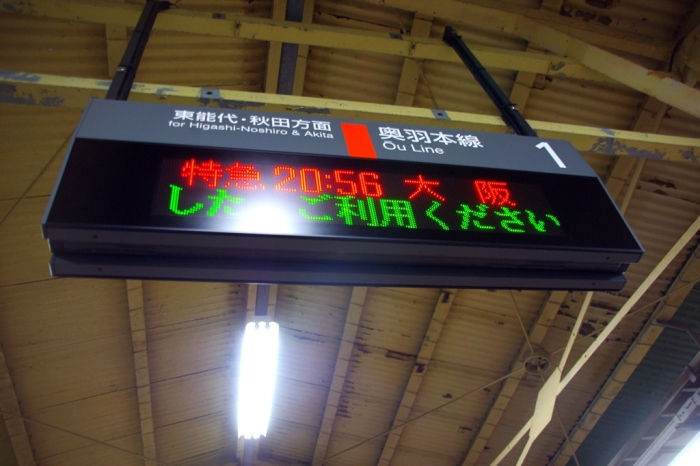 東能代・秋田方面
for Higashi-Noshiro & Akita
奥羽本線
Ou Line
1
特急 20:56 大阪
した ご利用ください